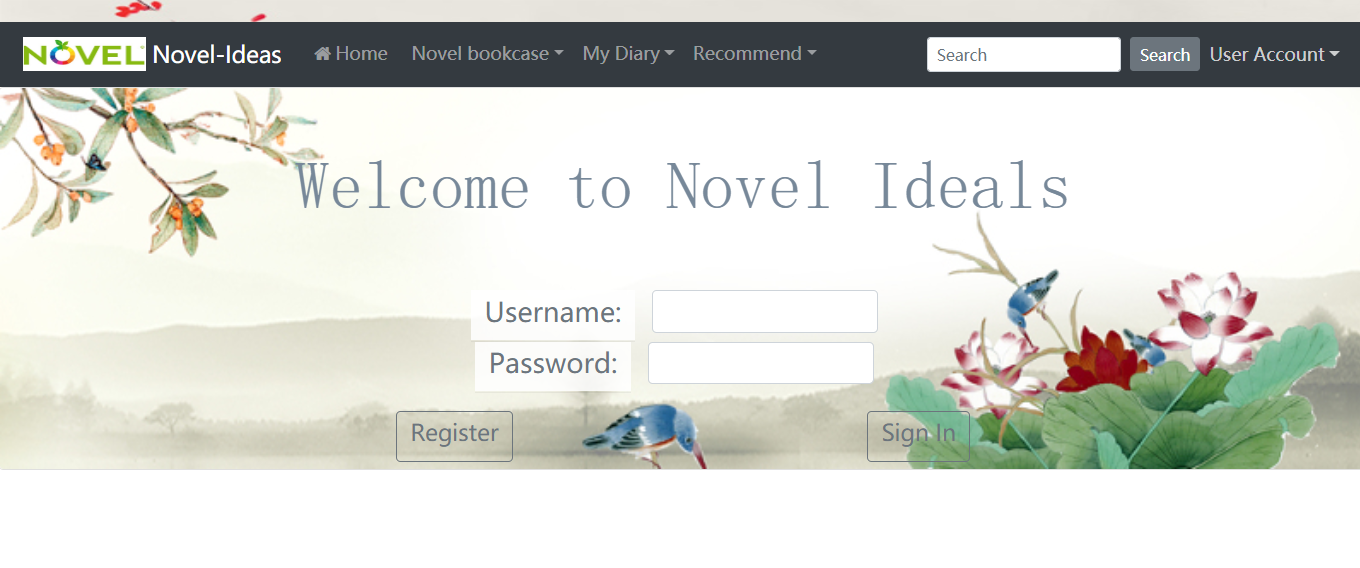 NOVEL Novel-Ideas Home Novel bookcase My Diary Recommend Search Search User Account
Welcome to Novel Ideals
Username:
Password:
Register Sign In